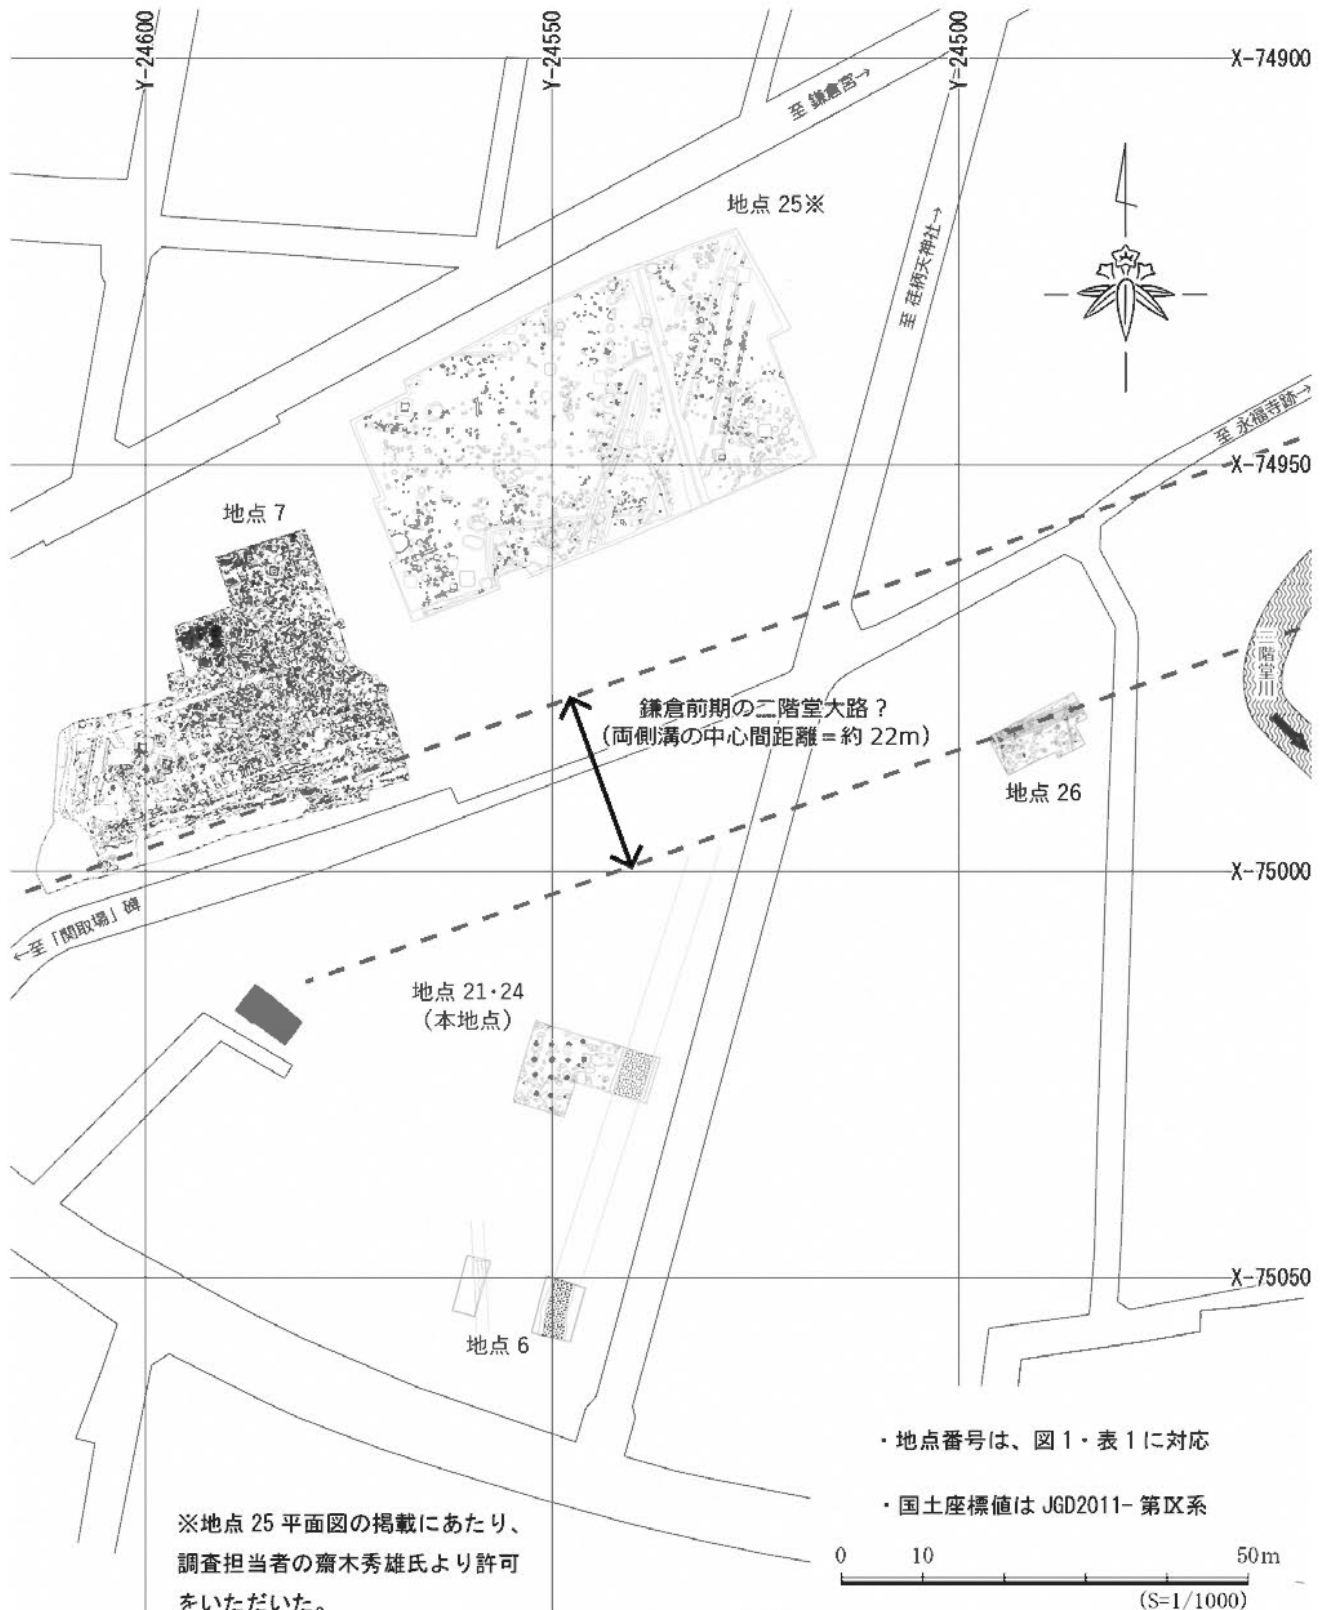 Y-24600
Y-24550
Y-24500
X-74900
至 鎌倉宮→
地点 25※
至 荏柄天神社→
至 永福寺跡→
X-74950
地点 7
二階堂川
鎌倉前期の二階堂大路？
（両側溝の中心間距離＝約 22m）
地点 26
X-75000
←至「関取場」碑
地点 21・24
（本地点）
X-75050
地点 6
・地点番号は、図 1・表 1 に対応
・国土座標値は JGD2011- 第Ⅸ系
※地点 25 平面図の掲載にあたり、
調査担当者の齋木秀雄氏より許可
をいただいた。
0 10 50m
(S=1/1000)